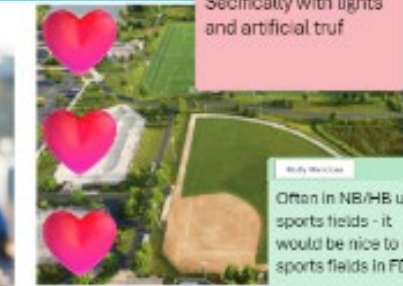 Secifically with lights
and artificial truf
Often in NB/HB u
sports fields - it
would be nice to
sports fields in FD